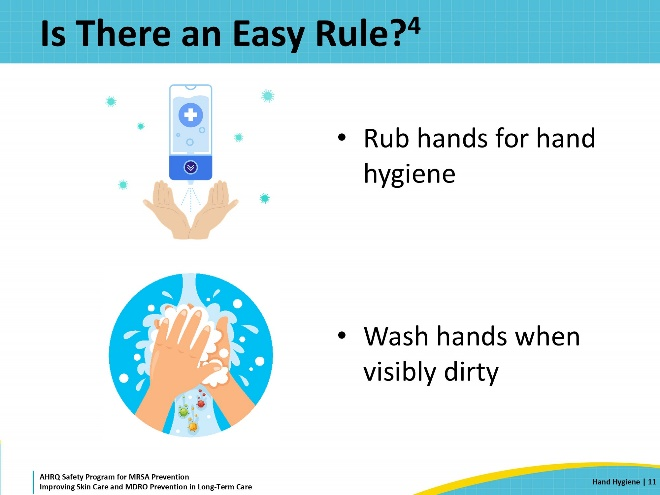 Is There an Easy Rule?⁴
• Rub hands for hand
hygiene
• Wash hands when
visibly dirty
AHRQ Safety Program for MRSA Prevention
Improving Skin Care and MDRO Prevention in Long-Term Care
Hand Hygiene | 11